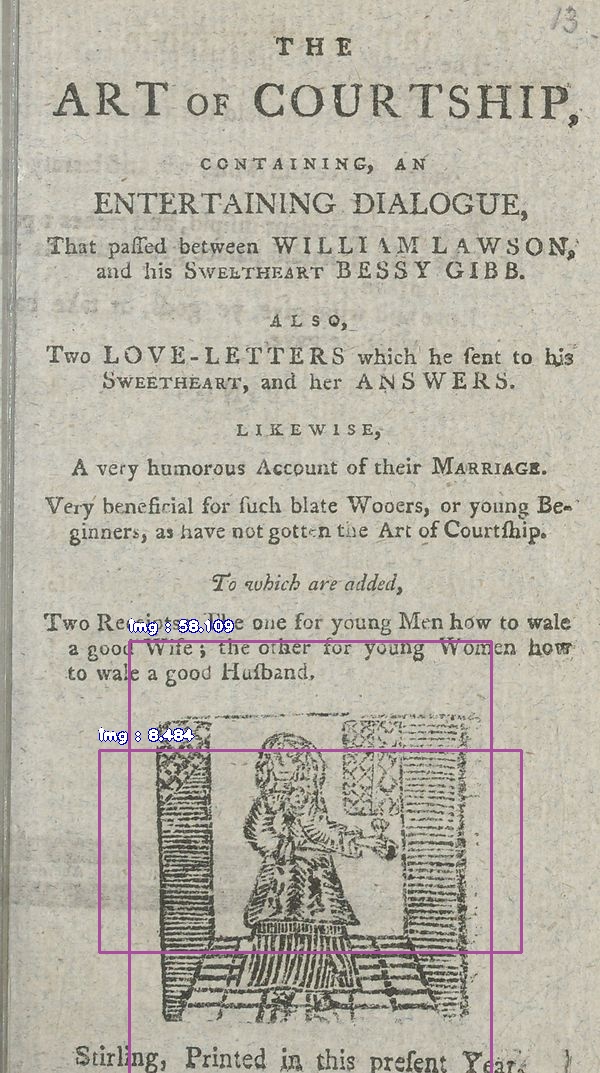 13
THE
ART OF COURTSHIP,
CONTAINING, AN
ENTERTAINING DIALOGUE,
That paſſed between WILLIAM LAWSON,
and his SWEETHEART BESSY GIBB.
ALSO,
Two LOVE-LETTERS which he ſent to his
SWEETHEART, and her ANSWERS.
LIKEWISE,
A very humorous Account of their MARRIAGE.
Very beneficial for ſuch blate Wooers, or young Be-
ginners, as have not gotten the Art of Courtſhip.
To which are added,
Two Receipts. The one for young Men how to wale
img : 58.109
a good Wife; the other for young Women how
to wale a good Huſband.
img : 8.484
Stirling, Printed in this preſent Year.